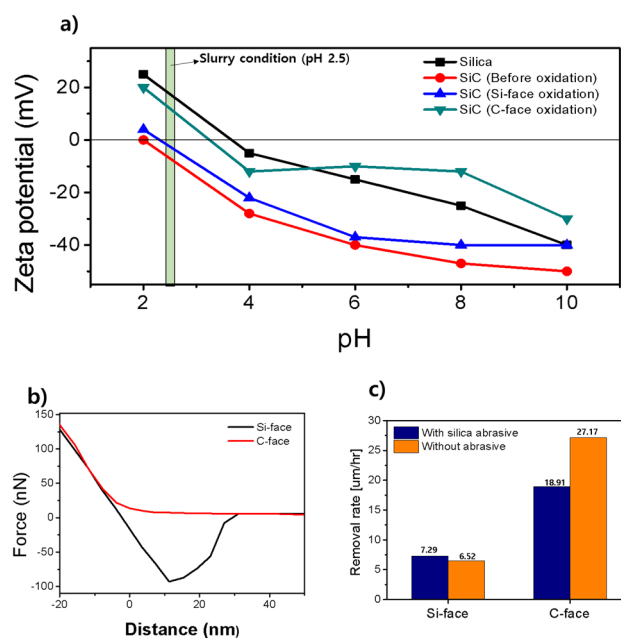 a)
Slurry condition (pH 2.5)
Silica
SiC (Before oxidation)
SiC (Si-face oxidation)
SiC (C-face oxidation)
Zeta potential (mV)
20
0
-20
-40
2
4
6
8
10
pH
b)
Si-face
C-face
Force (nN)
150
100
50
0
-50
-100
-20
0
20
40
Distance (nm)
c)
With silica abrasive
Without abrasive
Removal rate [um/hr]
30
25
20
15
10
5
0
7.29
6.52
18.91
27.17
Si-face
C-face